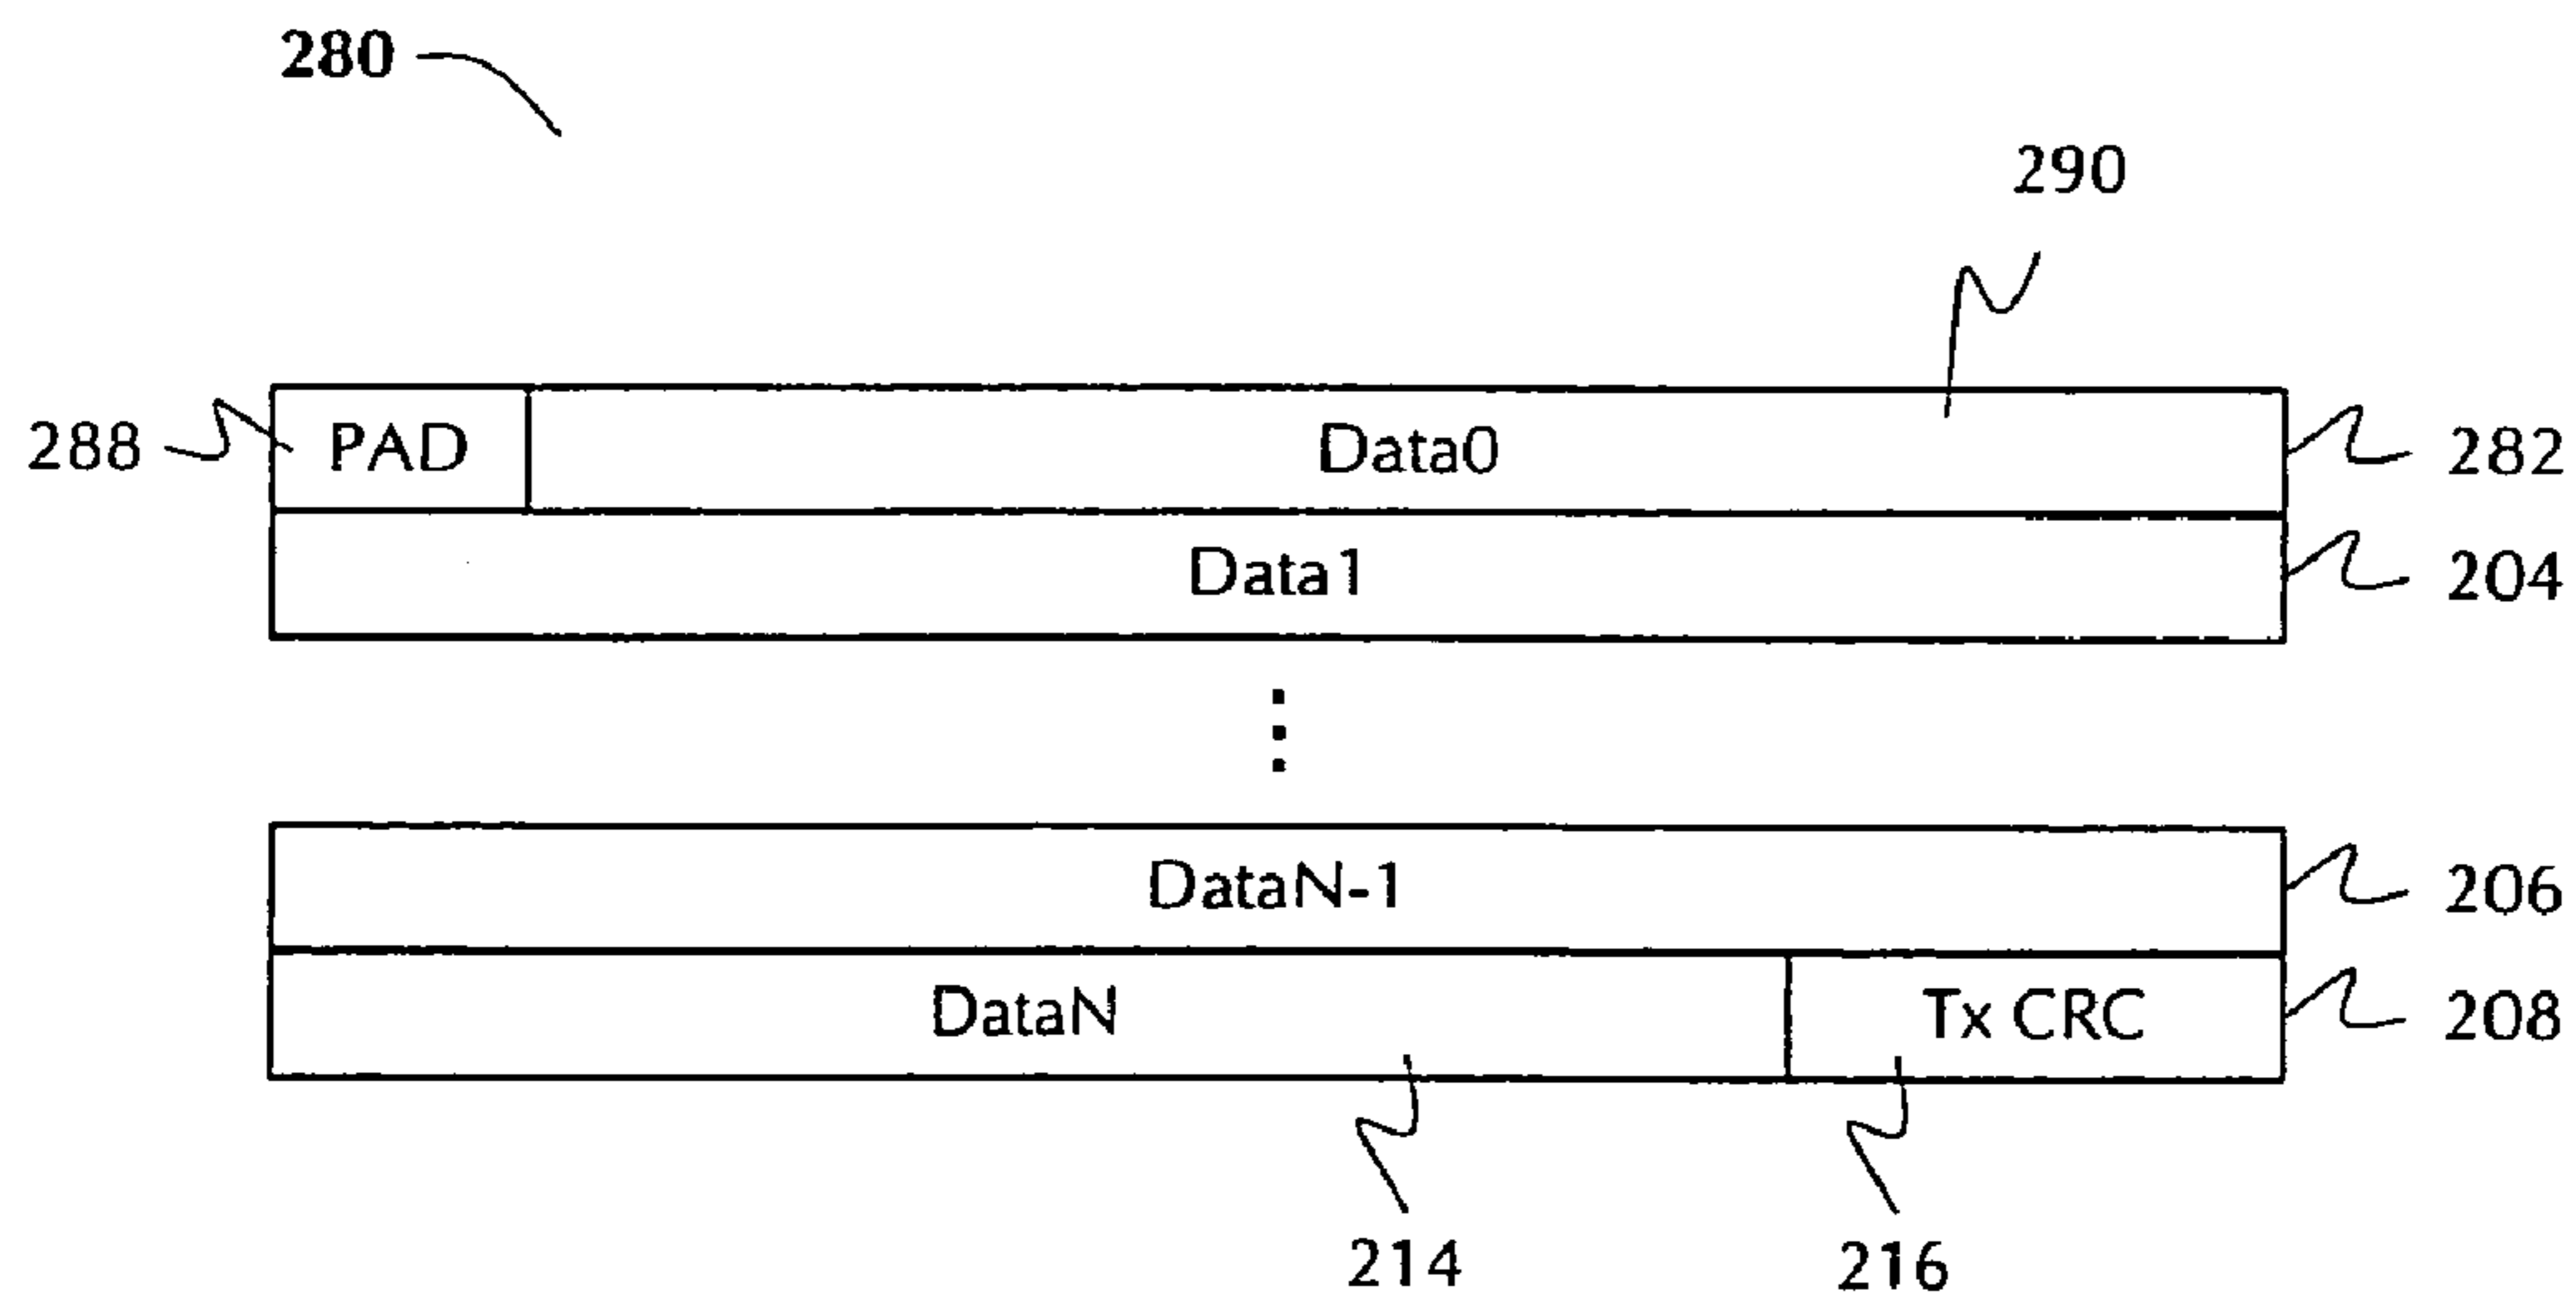 280
290
288 PAD Data0 282
Data1 204
DataN-1 206
DataN Tx CRC 208
214 216